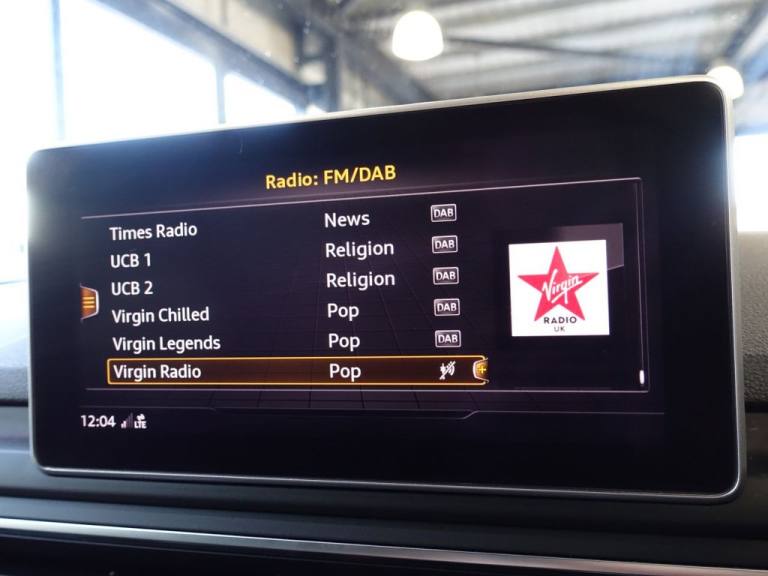 Radio: FM/DAB
Times Radio News DAB
UCB 1 Religion DAB
UCB 2 Religion DAB
Virgin Chilled Pop DAB
Virgin Legends Pop DAB
Virgin Radio Pop
Virgin
RADIO
UK
12:04 LTE